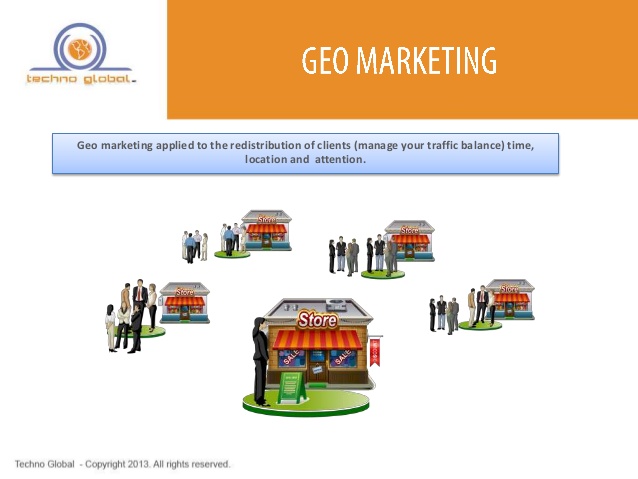 techno global
GEO MARKETING
Geo marketing applied to the redistribution of clients (manage your traffic balance) time,
location and  attention.
Store
Store
Store
Store
Store
SALE
SALE
Techno Global  - Copyright 2013. All rights reserved.